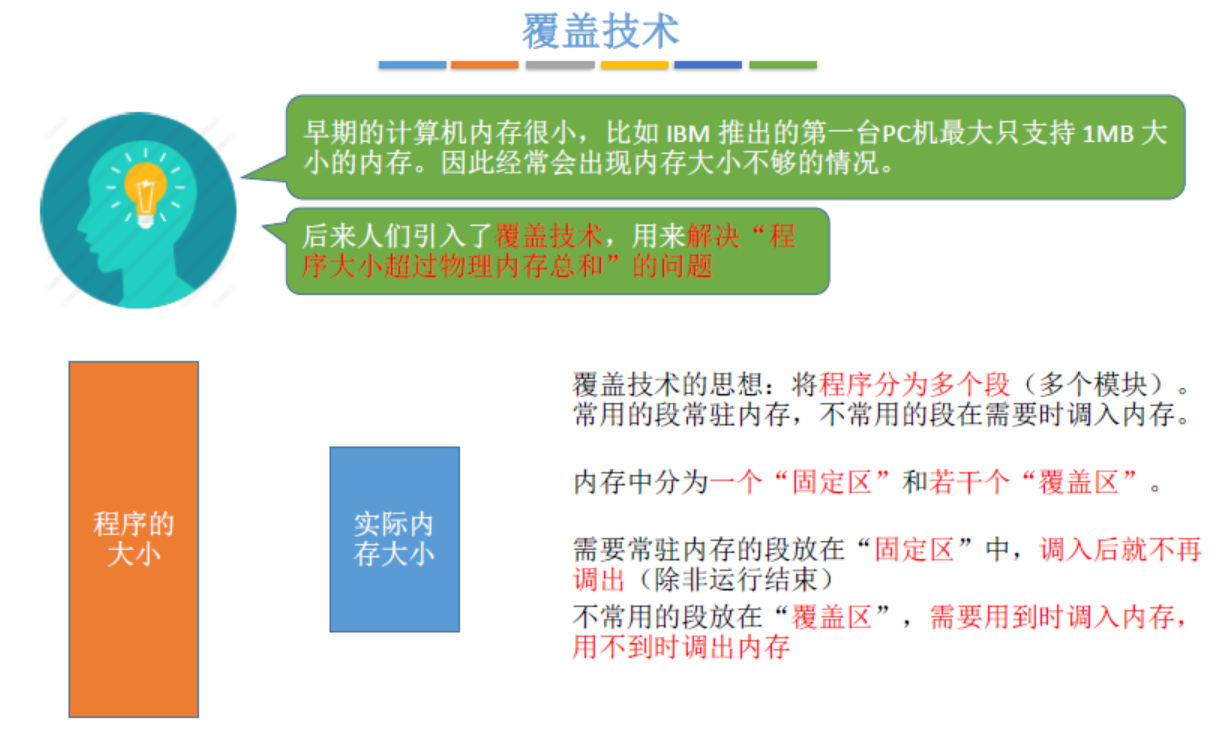 覆盖技术
早期的计算机内存很小，比如 IBM 推出的第一台PC机最大只支持 1MB 大
小的内存。因此经常会出现内存大小不够的情况。
后来人们引入了覆盖技术，用来解决“程
序大小超过物理内存总和”的问题
程序的
大小
实际内
存大小
覆盖技术的思想：将程序分为多个段（多个模块）。
常用的段常驻内存，不常用的段在需要时调入内存。
内存中分为一个“固定区”和若干个“覆盖区”。
需要常驻内存的段放在“固定区”中，调入后就不再
调出（除非运行结束）
不常用的段放在“覆盖区”，需要用到时调入内存，
用不到时调出内存